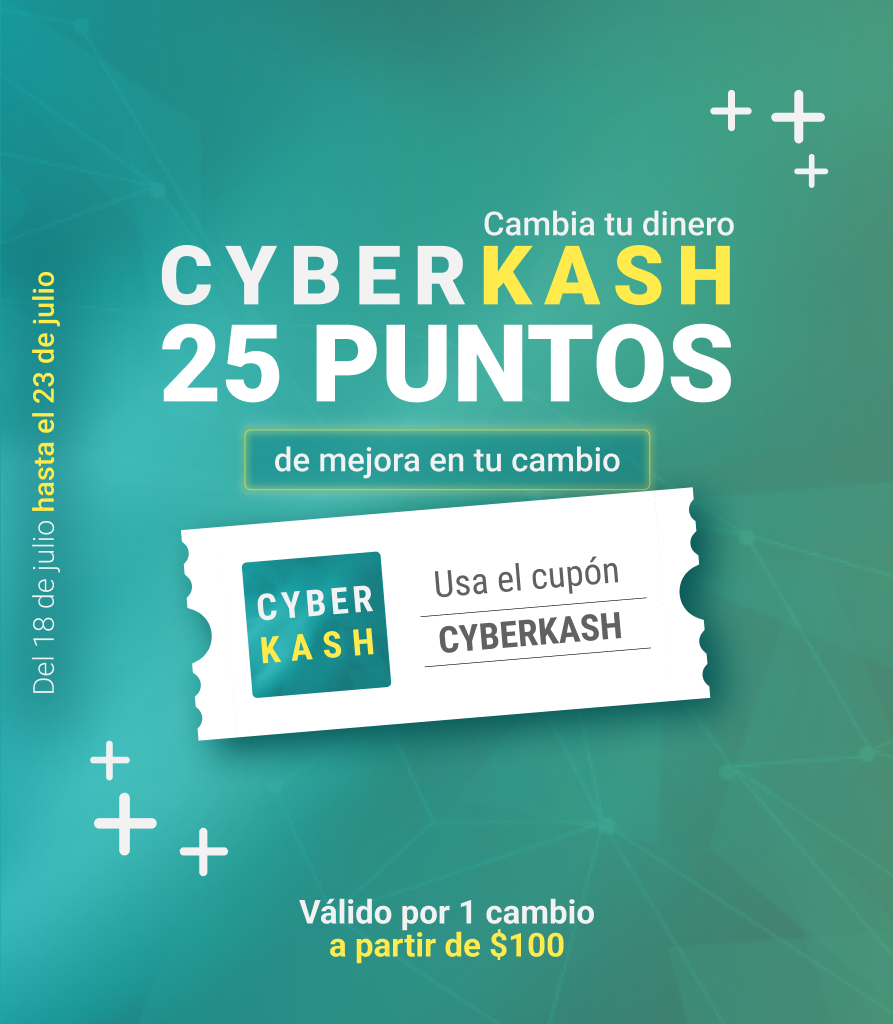 Cambia tu dinero
CYBERKASH
25 PUNTOS
de mejora en tu cambio
Del 18 de julio hasta el 23 de julio
CYBER
KASH
Usa el cupón
CYBERKASH
Válido por 1 cambio
a partir de $100